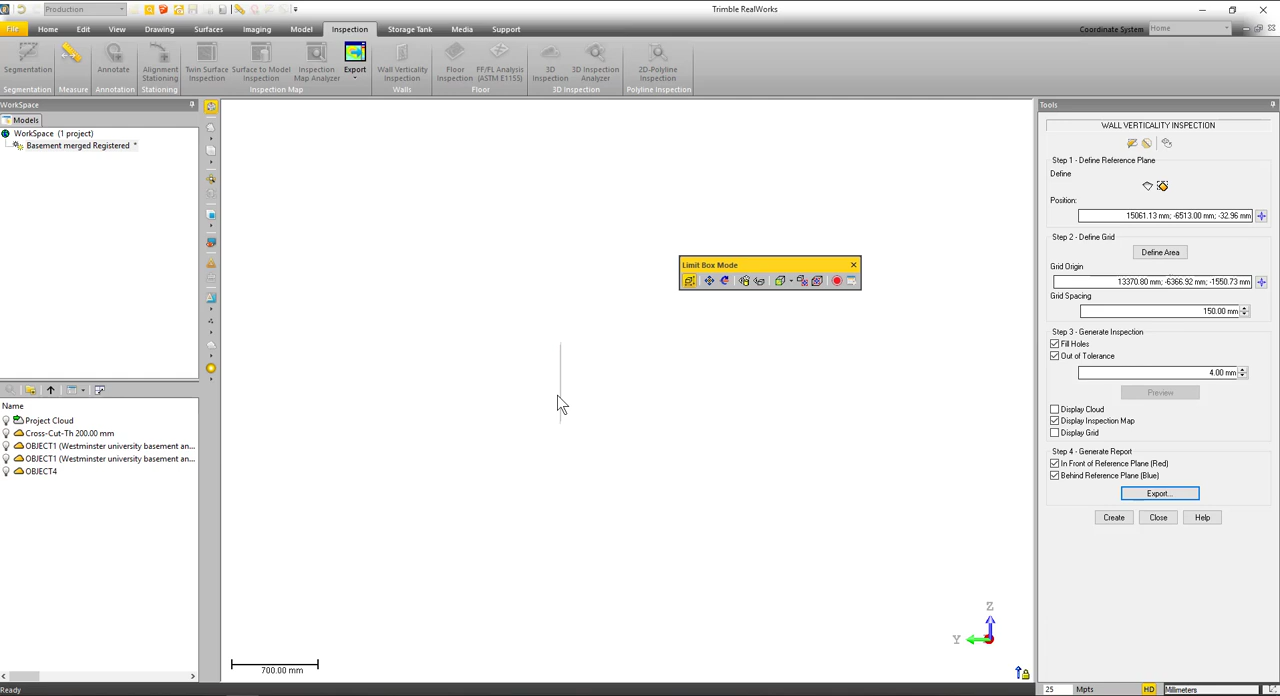 Production
Trimble RealWorks
File Home Edit View Drawing Surfaces Imaging Model Inspection Storage Tank Media Support
Coordinate System Home
Segmentation
Annotate
Alignment Stationing
Twin Surface Inspection
Surface to Model Inspection
Inspection Map Analyzer
Export
Wall Verticality Inspection
Floor Inspection
FF/FL Analysis (ASTM E1155)
3D Inspection
3D Inspection Analyzer
2D-Polyline Inspection
Segmentation Measure Annotation Stationing Inspection Map Walls Floor 3D Inspection Polyline Inspection
WorkSpace
Models
WorkSpace (1 project)
Basement merged Registered *
Name
Project Cloud
Cross-Cut-Th 200.00 mm
OBJECT1 (Westminster university basement an...
OBJECT1 (Westminster university basement an...
OBJECT4
Limit Box Mode
Z
Y
700.00 mm
Tools
WALL VERTICALITY INSPECTION
Step 1 - Define Reference Plane
Define
Position:
15061.13 mm; -6513.00 mm; -32.96 mm
Step 2 - Define Grid
Define Area
Grid Origin
13370.80 mm; -6366.92 mm; -1550.73 mm
Grid Spacing
150.00 mm
Step 3 - Generate Inspection
Fill Holes
Out of Tolerance
4.00 mm
Preview
Display Cloud
Display Inspection Map
Display Grid
Step 4 - Generate Report
In Front of Reference Plane (Red)
Behind Reference Plane (Blue)
Export...
Create Close Help
Ready
25 Mpts HD Millimeters